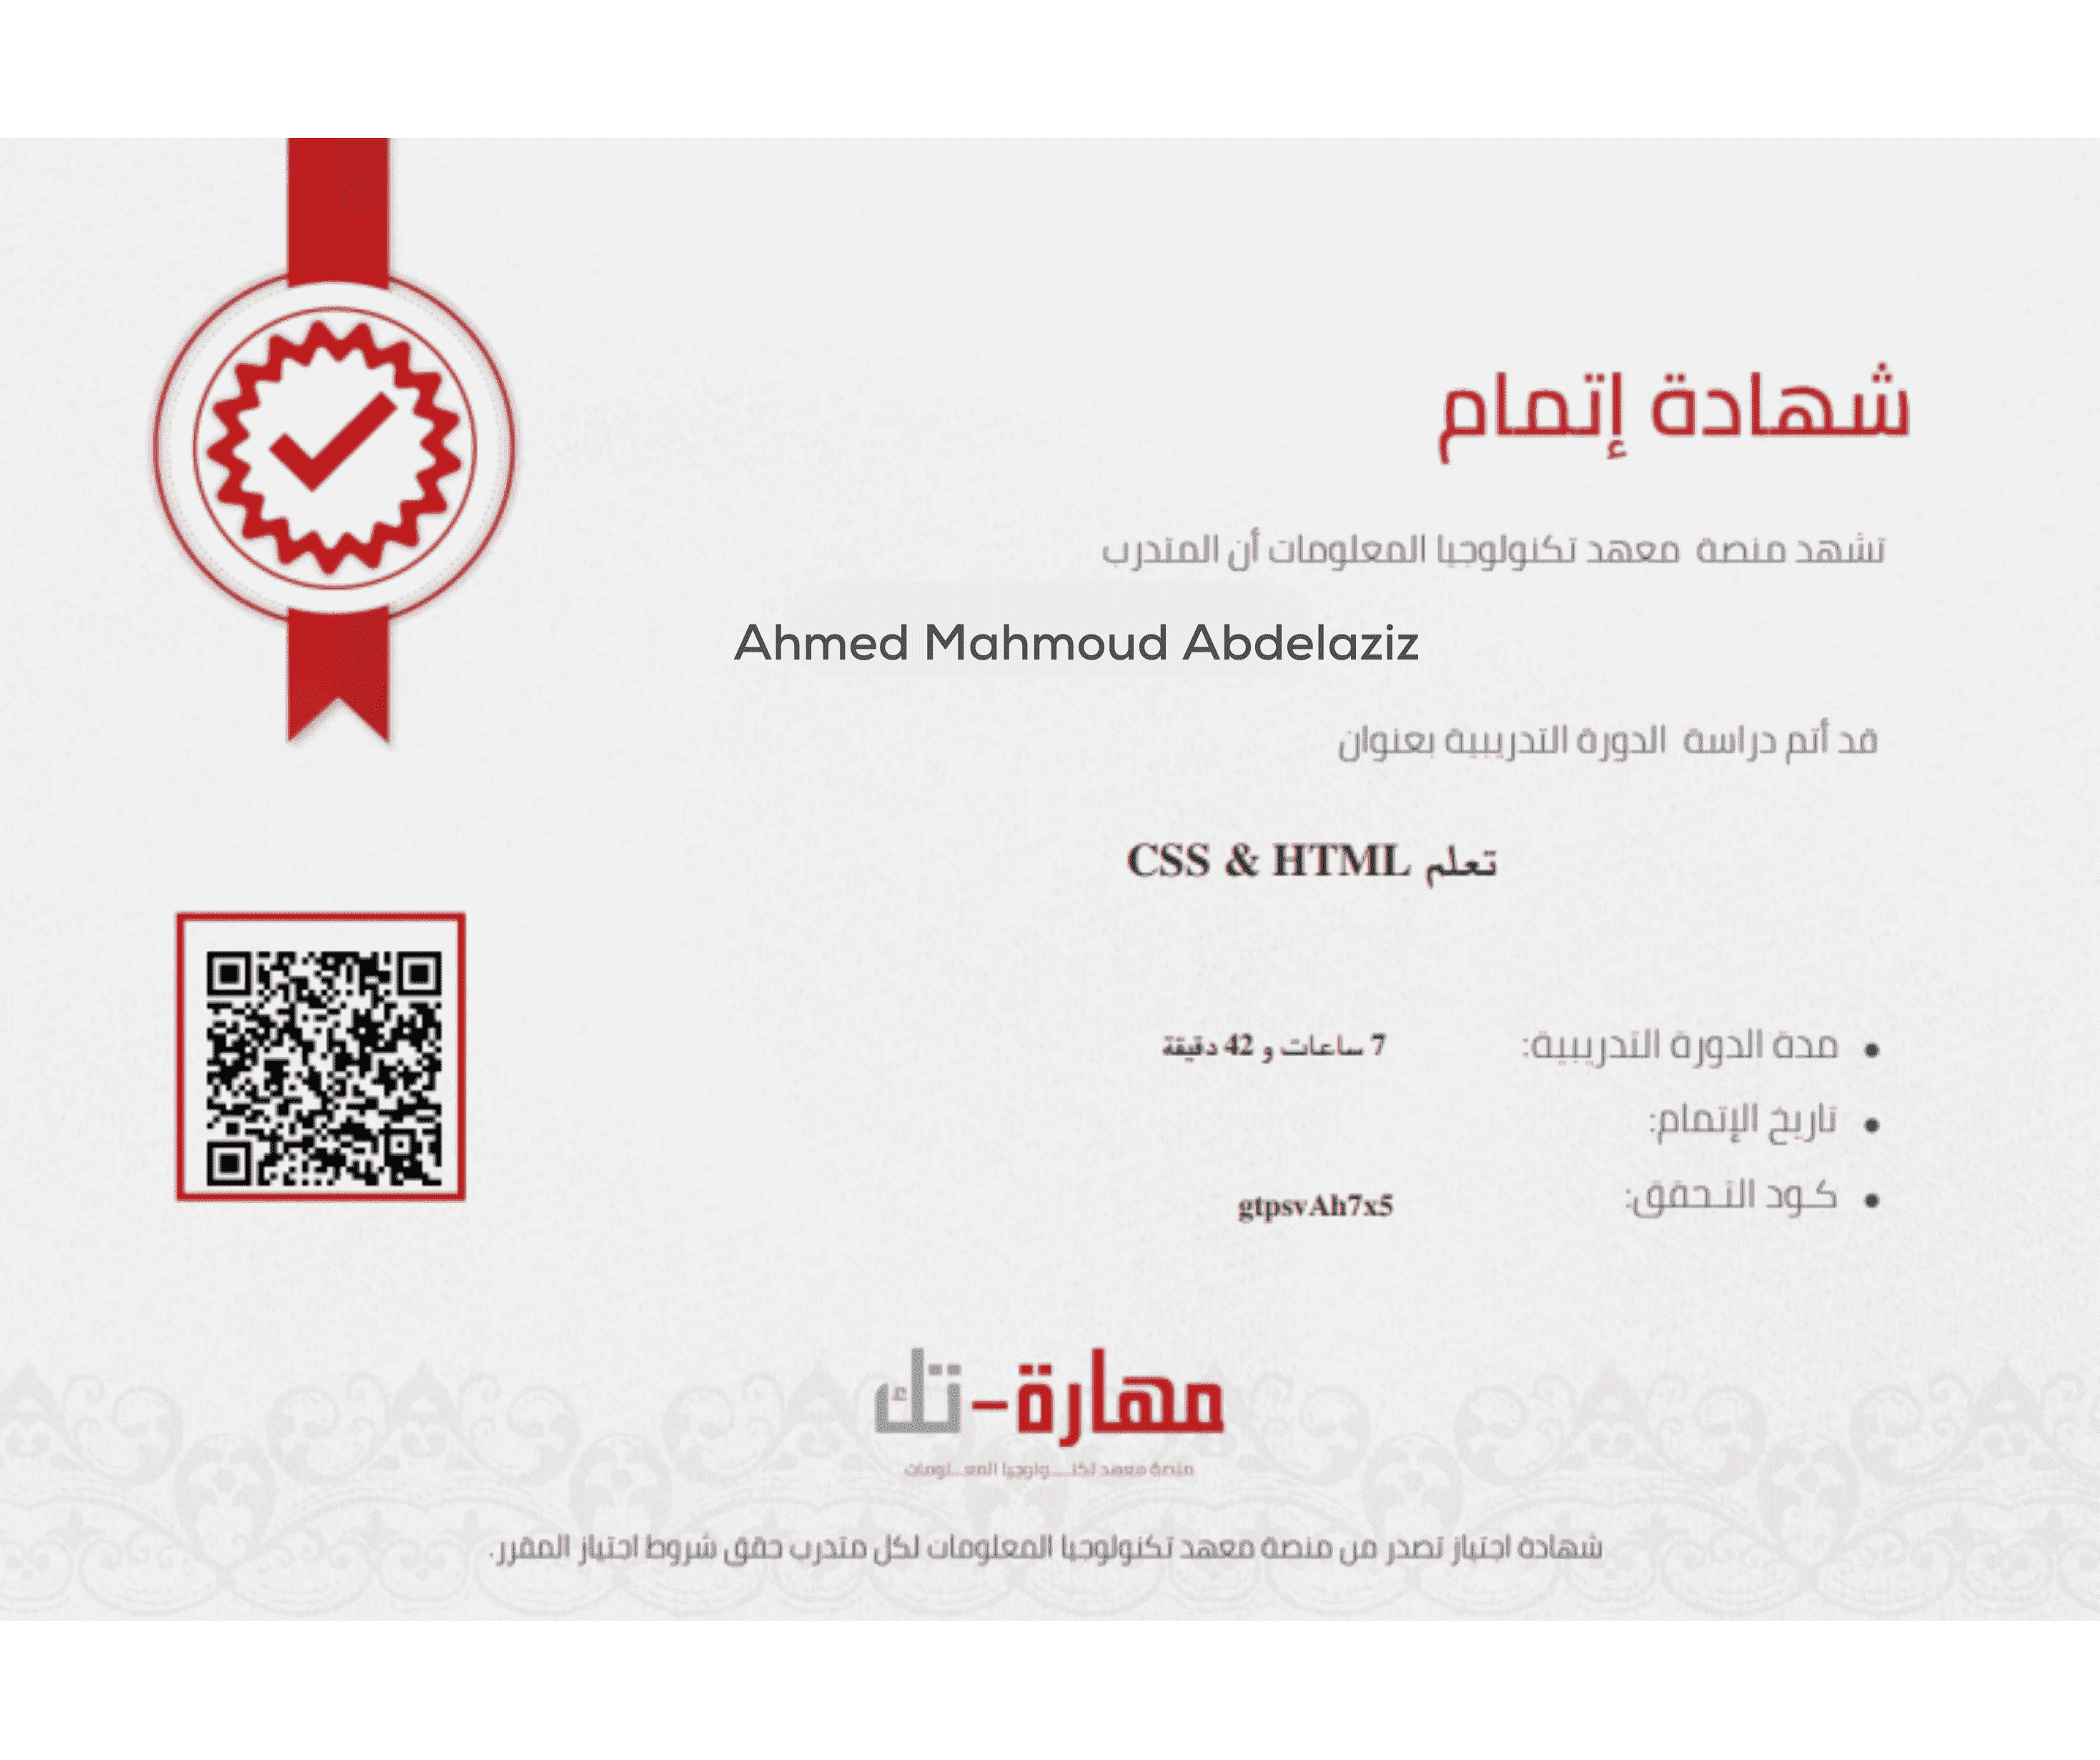 شهادة إتمام
تشهد منصة معهد تكنولوجيا المعلومات أن المتدرب
Ahmed Mahmoud Abdelaziz
قد أتم دراسة الدورة التدريبية بعنوان
تعلم CSS & HTML
مدة الدورة التدريبية: 7 ساعات و 42 دقيقة
تاريخ الإتمام:
كـود التـحقق: gtpsvAh7x5
مهارة-تك
منصة معهد تكنـــولوجيا المعـــلومات
شهادة اجتياز تصدر من منصة معهد تكنولوجيا المعلومات لكل متدرب حقق شروط اجتياز المقرر.